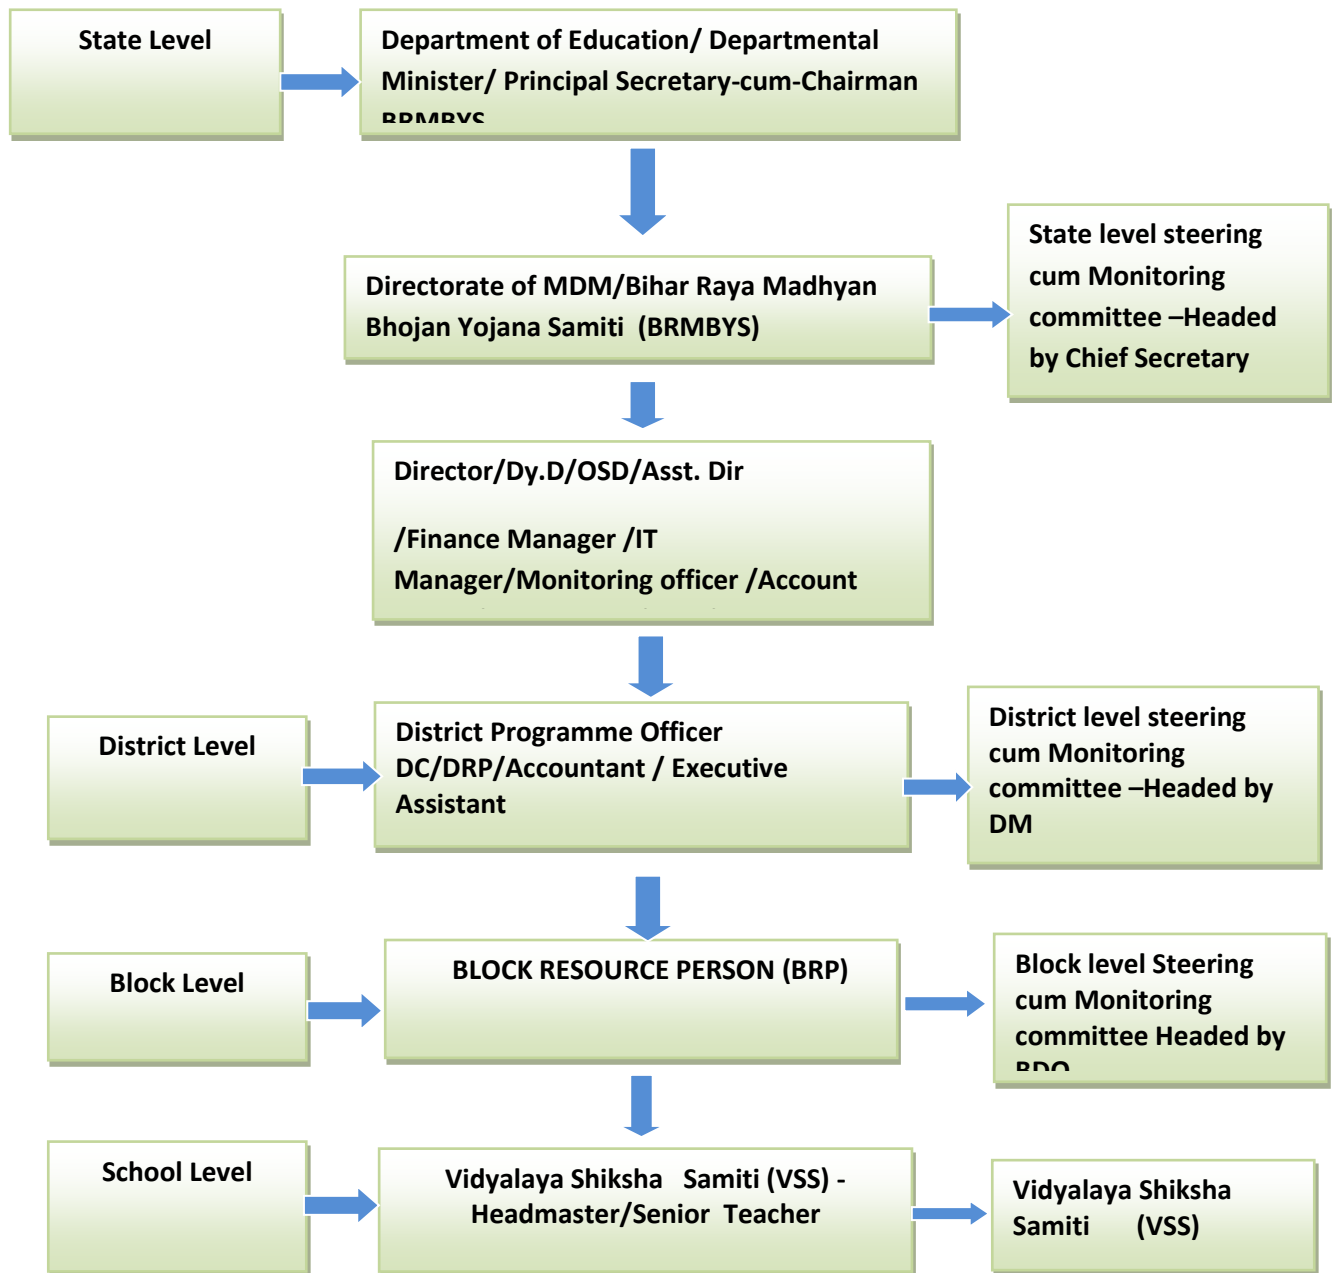 State Level
Department of Education/ Departmental
Minister/ Principal Secretary-cum-Chairman
BRMBYS
Directorate of MDM/Bihar Raya Madhyan
Bhojan Yojana Samiti (BRMBYS)
State level steering
cum Monitoring
committee –Headed
by Chief Secretary
Director/Dy.D/OSD/Asst. Dir
/Finance Manager /IT
Manager/Monitoring officer /Account
District Level
District Programme Officer
DC/DRP/Accountant / Executive
Assistant
District level steering
cum Monitoring
committee –Headed by
DM
Block Level
BLOCK RESOURCE PERSON (BRP)
Block level Steering
cum Monitoring
committee Headed by
BDO
School Level
Vidyalaya Shiksha Samiti (VSS) -
Headmaster/Senior Teacher
Vidyalaya Shiksha
Samiti (VSS)